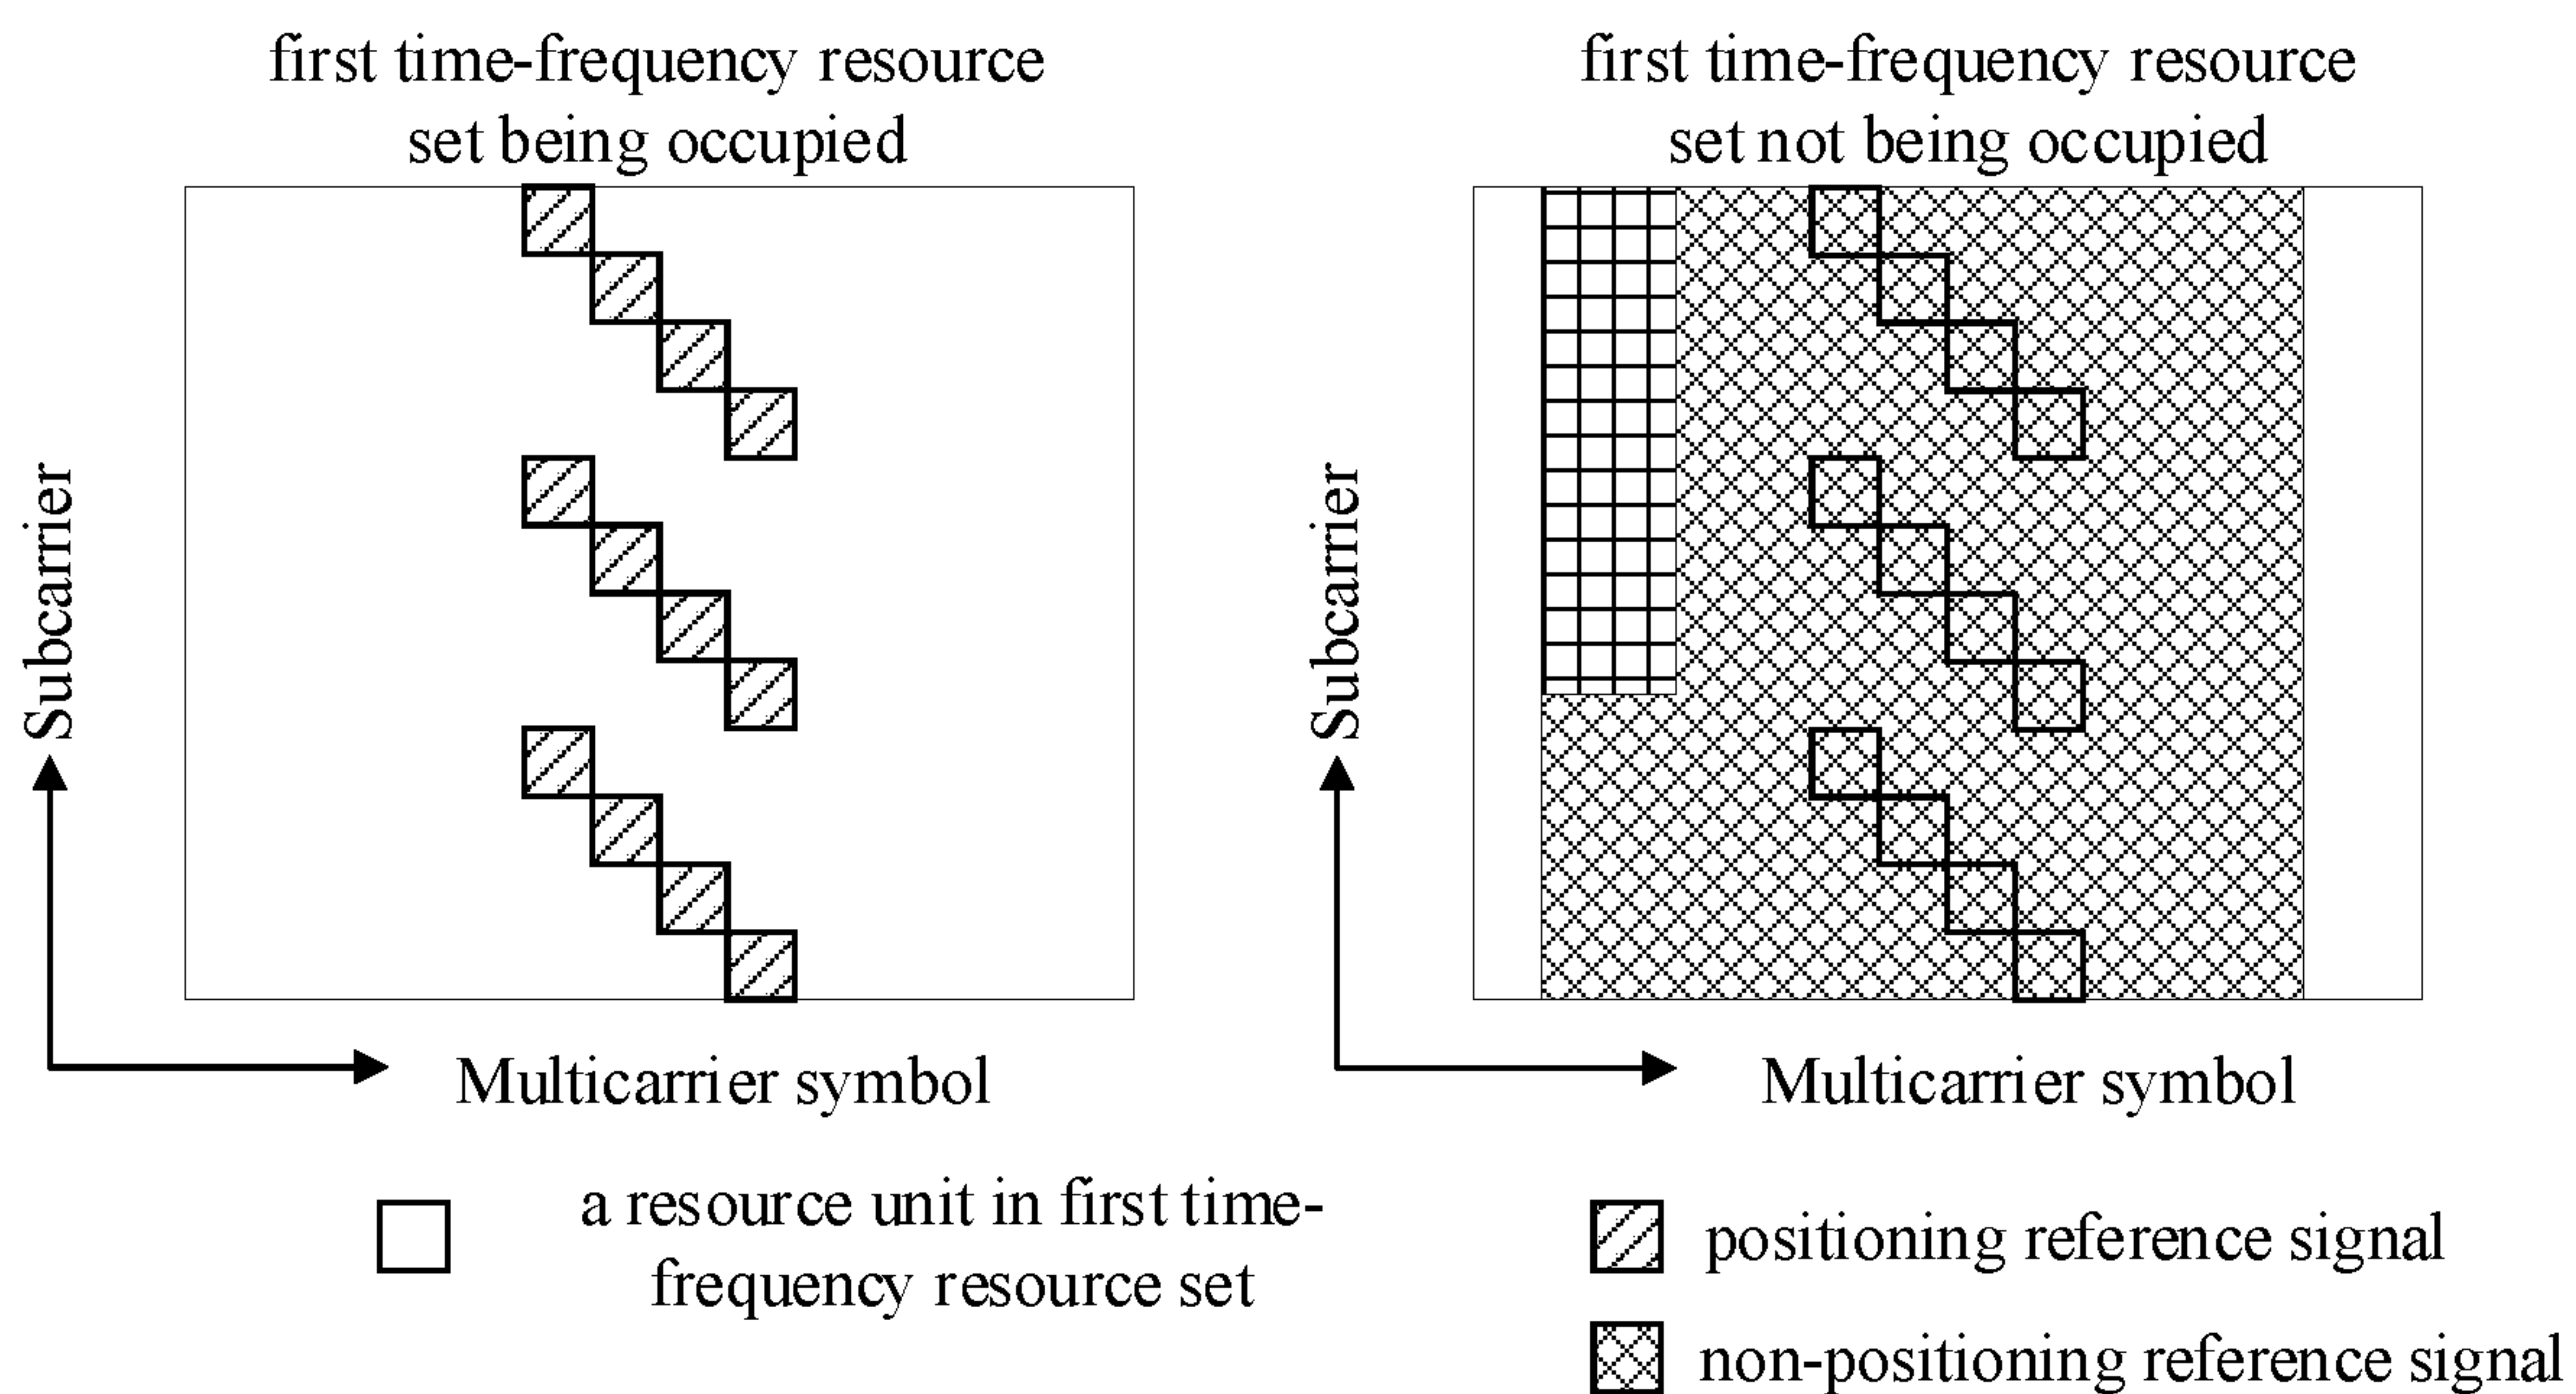 first time-frequency resource
set being occupied
first time-frequency resource
set not being occupied
Subcarrier
Subcarrier
Multicarrier symbol
Multicarrier symbol
a resource unit in first time-
frequency resource set
positioning reference signal
non-positioning reference signal